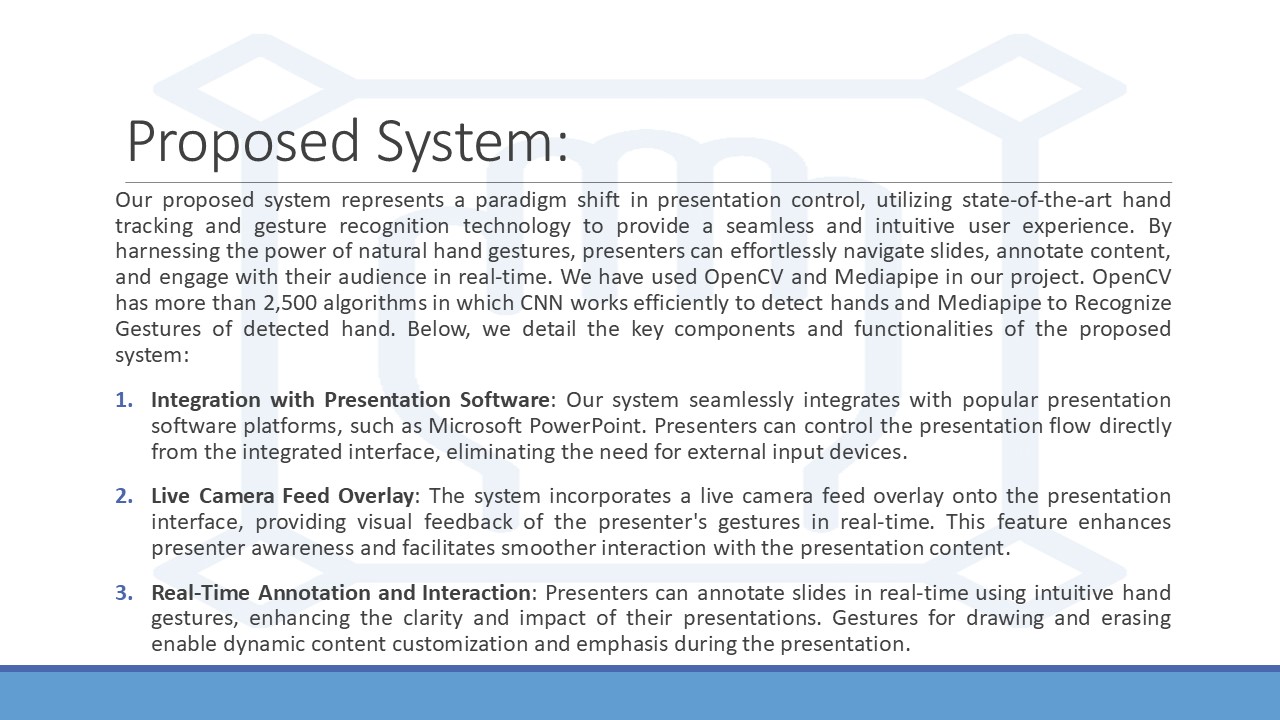 Proposed System:
Our proposed system represents a paradigm shift in presentation control, utilizing state-of-the-art hand
tracking and gesture recognition technology to provide a seamless and intuitive user experience. By
harnessing the power of natural hand gestures, presenters can effortlessly navigate slides, annotate content,
and engage with their audience in real-time. We have used OpenCV and Mediapipe in our project. OpenCV
has more than 2,500 algorithms in which CNN works efficiently to detect hands and Mediapipe to Recognize
Gestures of detected hand. Below, we detail the key components and functionalities of the proposed
system:
1. Integration with Presentation Software: Our system seamlessly integrates with popular presentation
software platforms, such as Microsoft PowerPoint. Presenters can control the presentation flow directly
from the integrated interface, eliminating the need for external input devices.
2. Live Camera Feed Overlay: The system incorporates a live camera feed overlay onto the presentation
interface, providing visual feedback of the presenter's gestures in real-time. This feature enhances
presenter awareness and facilitates smoother interaction with the presentation content.
3. Real-Time Annotation and Interaction: Presenters can annotate slides in real-time using intuitive hand
gestures, enhancing the clarity and impact of their presentations. Gestures for drawing and erasing
enable dynamic content customization and emphasis during the presentation.